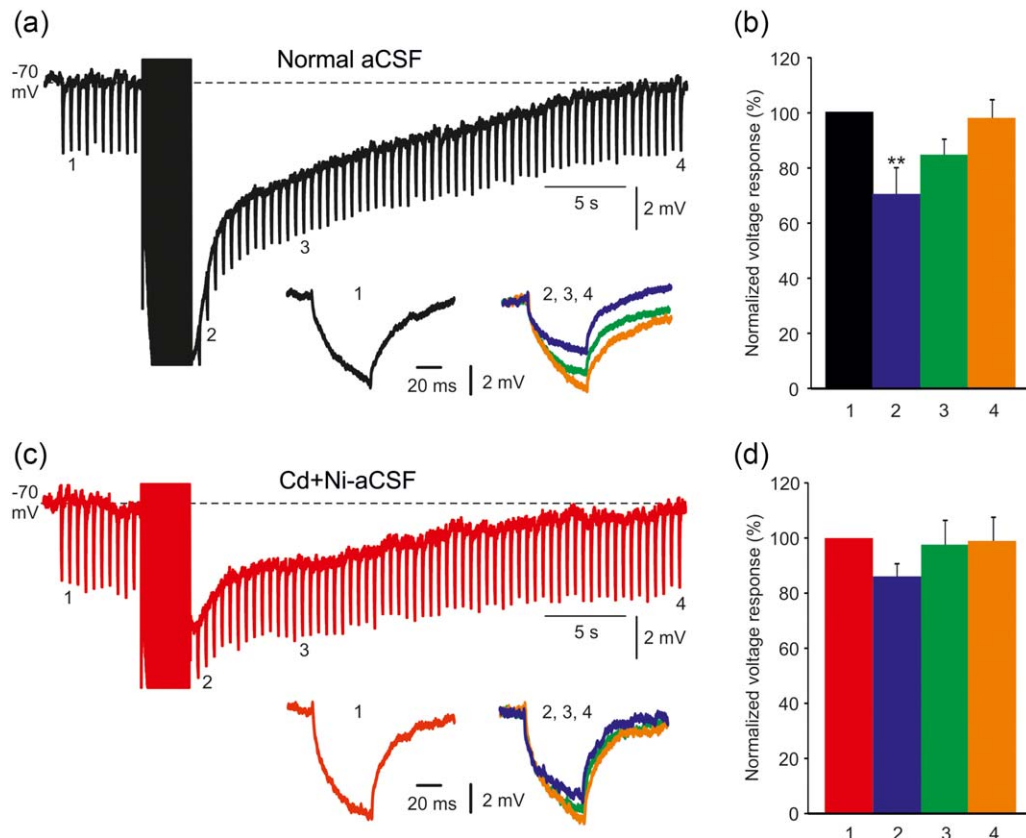 (a)
Normal aCSF
-70
mV
1
2
3
4
5 s
2 mV
1
20 ms
2 mV
2, 3, 4
(b)
Normalized voltage response (%)
120
100
80
60
40
20
0
**
1 2 3 4
(c)
Cd+Ni-aCSF
-70
mV
1
2
3
4
5 s
2 mV
1
20 ms
2 mV
2, 3, 4
(d)
Normalized voltage response (%)
120
100
80
60
40
20
0
1 2 3 4